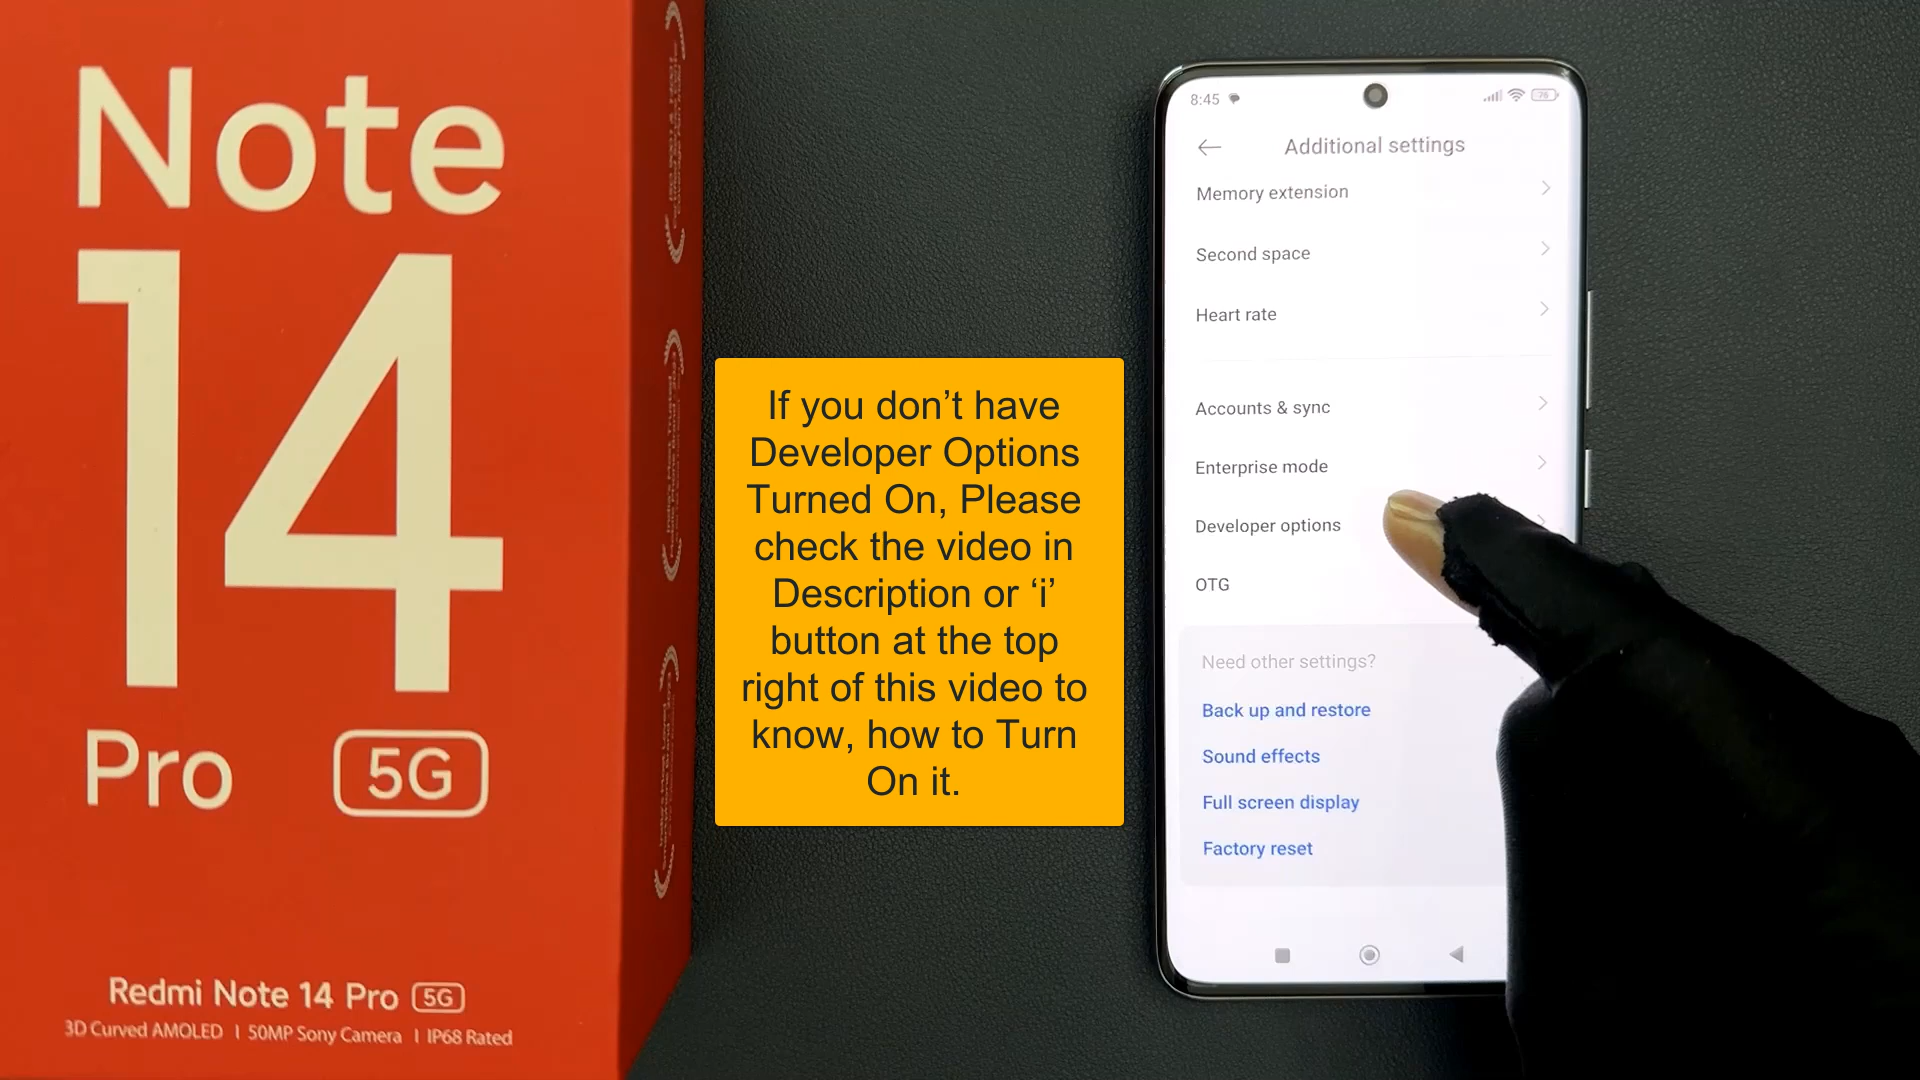 Note
14
Pro 5G
Redmi Note 14 Pro 5G
3D Curved AMOLED | 50MP Sony Camera | IP68 Rated
If you don’t have
Developer Options
Turned On, Please
check the video in
Description or ‘i’
button at the top
right of this video to
know, how to Turn
On it.
8:45
76
Additional settings
Memory extension
Second space
Heart rate
Accounts & sync
Enterprise mode
Developer options
OTG
Need other settings?
Back up and restore
Sound effects
Full screen display
Factory reset